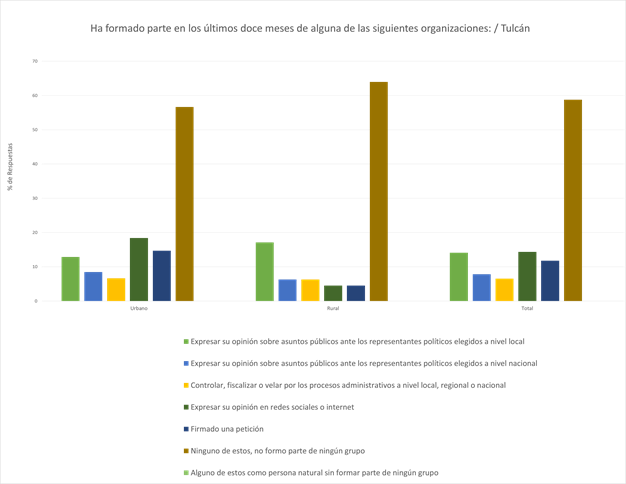 Ha formado parte en los últimos doce meses de alguna de las siguientes organizaciones: / Tulcán
% de Respuestas
70
60
50
40
30
20
10
0
Urbano Rural Total
Expresar su opinión sobre asuntos públicos ante los representantes políticos elegidos a nivel local
Expresar su opinión sobre asuntos públicos ante los representantes políticos elegidos a nivel nacional
Controlar, fiscalizar o velar por los procesos administrativos a nivel local, regional o nacional
Expresar su opinión en redes sociales o internet
Firmado una petición
Ninguno de estos, no formo parte de ningún grupo
Alguno de estos como persona natural sin formar parte de ningún grupo